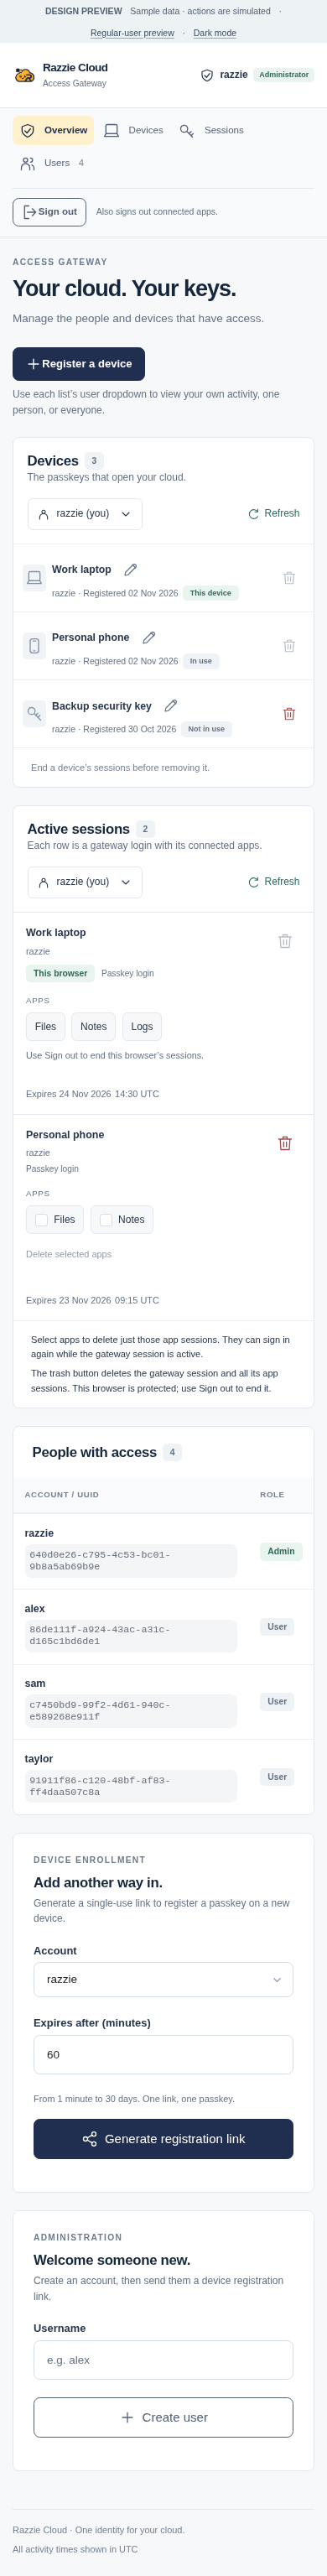 DESIGN PREVIEW Sample data · actions are simulated ·
Regular-user preview · Dark mode
Razzie Cloud
Access Gateway
razzie Administrator
Overview Devices Sessions
Users 4
Sign out Also signs out connected apps.
ACCESS GATEWAY
Your cloud. Your keys.
Manage the people and devices that have access.
Register a device
Use each list's user dropdown to view your own activity, one
person, or everyone.
Devices 3
The passkeys that open your cloud.
razzie (you) Refresh
Work laptop
razzie · Registered 02 Nov 2026 This device
Personal phone
razzie · Registered 02 Nov 2026 In use
Backup security key
razzie · Registered 30 Oct 2026 Not in use
End a device's sessions before removing it.
Active sessions 2
Each row is a gateway login with its connected apps.
razzie (you) Refresh
Work laptop
razzie
This browser Passkey login
APPS
Files Notes Logs
Use Sign out to end this browser's sessions.
Expires 24 Nov 2026 14:30 UTC
Personal phone
razzie
Passkey login
APPS
Files Notes
Delete selected apps
Expires 23 Nov 2026 09:15 UTC
Select apps to delete just those app sessions. They can sign in
again while the gateway session is active.
The trash button deletes the gateway session and all its app
sessions. This browser is protected; use Sign out to end it.
People with access 4
ACCOUNT / UUID ROLE
razzie
640d0e26-c795-4c53-bc01-
9b8a5ab69b9e
Admin
alex
86de111f-a924-43ac-a31c-
d165c1bd6de1
User
sam
c7450bd9-99f2-4d61-940c-
e589268e911f
User
taylor
91911f86-c120-48bf-af83-
ff4daa507c8a
User
DEVICE ENROLLMENT
Add another way in.
Generate a single-use link to register a passkey on a new
device.
Account
razzie
Expires after (minutes)
60
From 1 minute to 30 days. One link, one passkey.
Generate registration link
ADMINISTRATION
Welcome someone new.
Create an account, then send them a device registration
link.
Username
e.g. alex
Create user
Razzie Cloud · One identity for your cloud.
All activity times shown in UTC